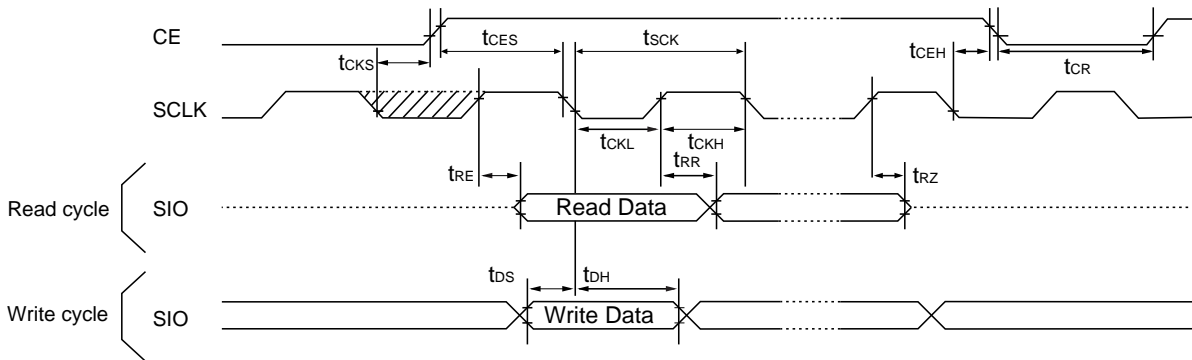 CE
tCES
tSCK
tCEH
tCKS
tCR
SCLK
tCKL
tCKH
tRE
tRR
tRZ
Read cycle
SIO
Read Data
tDS
tDH
Write cycle
SIO
Write Data